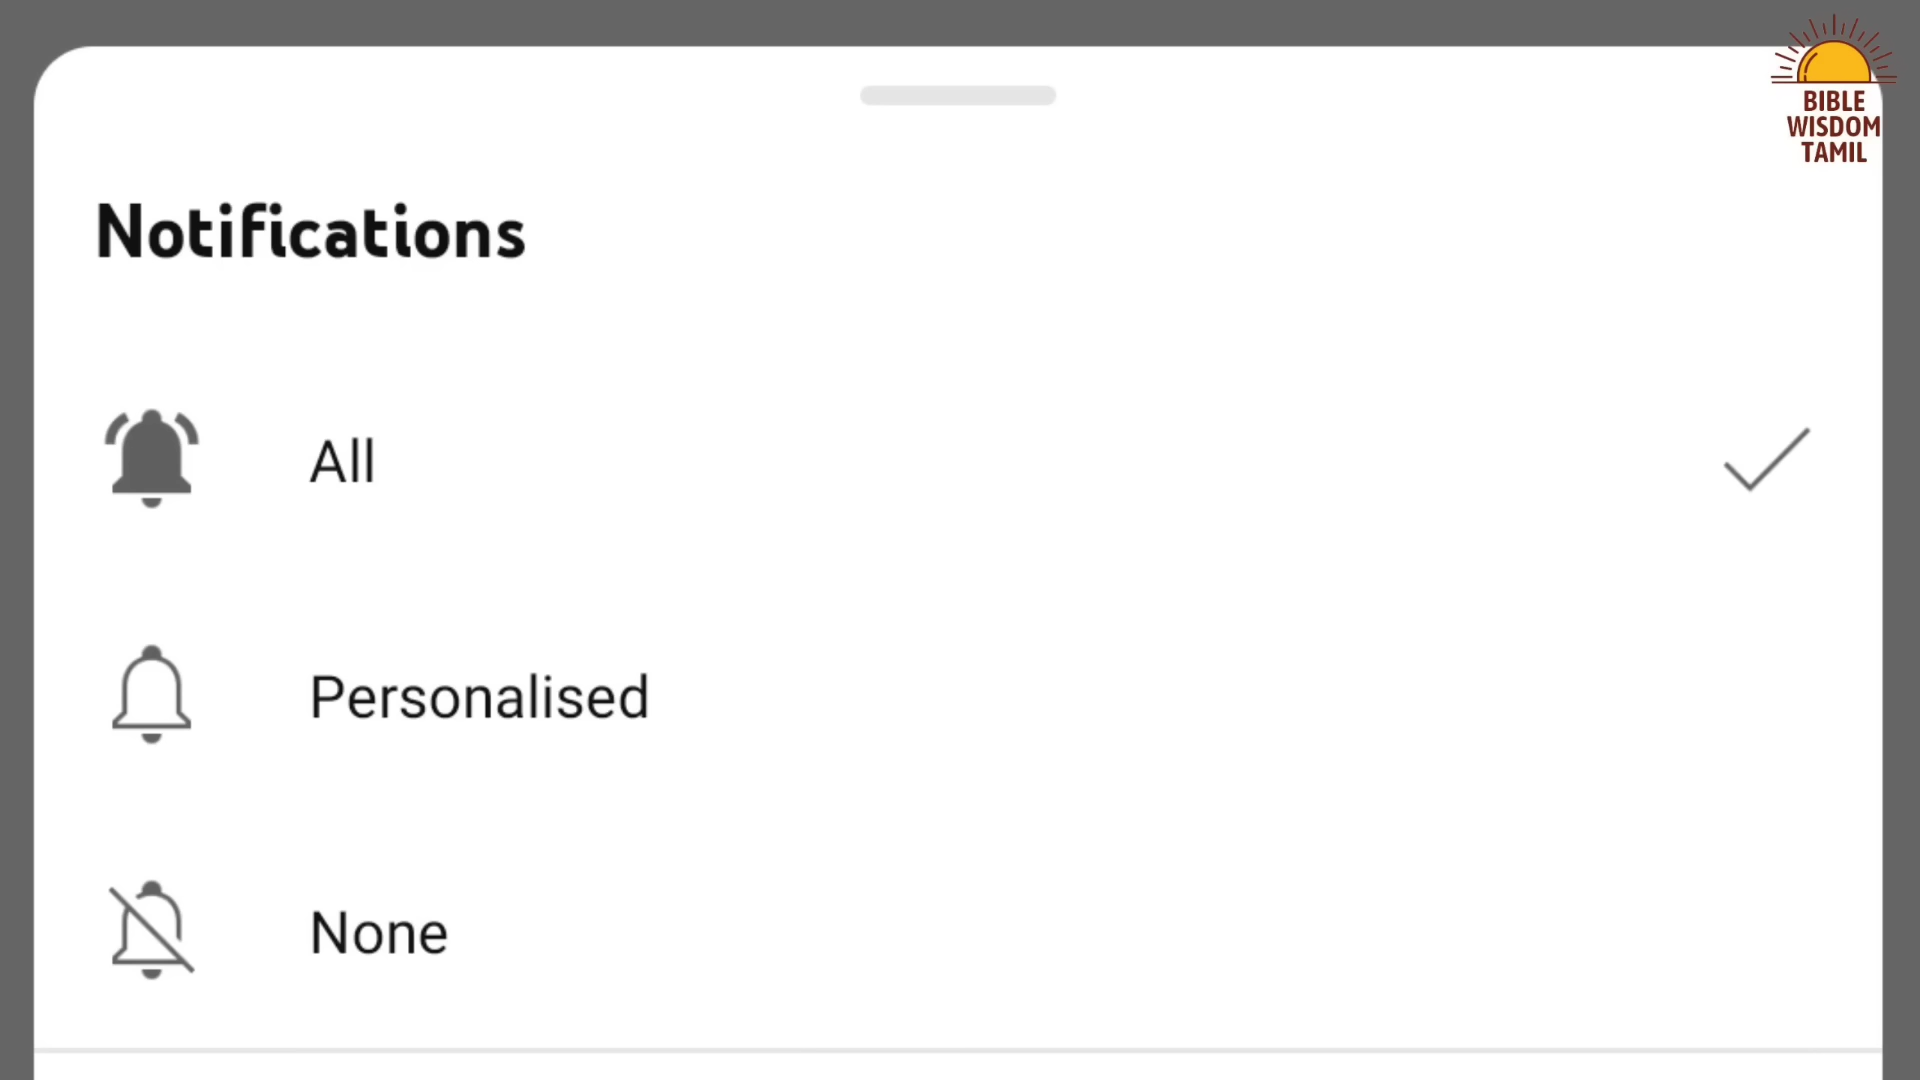 BIBLE
WISDOM
TAMIL
Notifications
All
Personalised
None